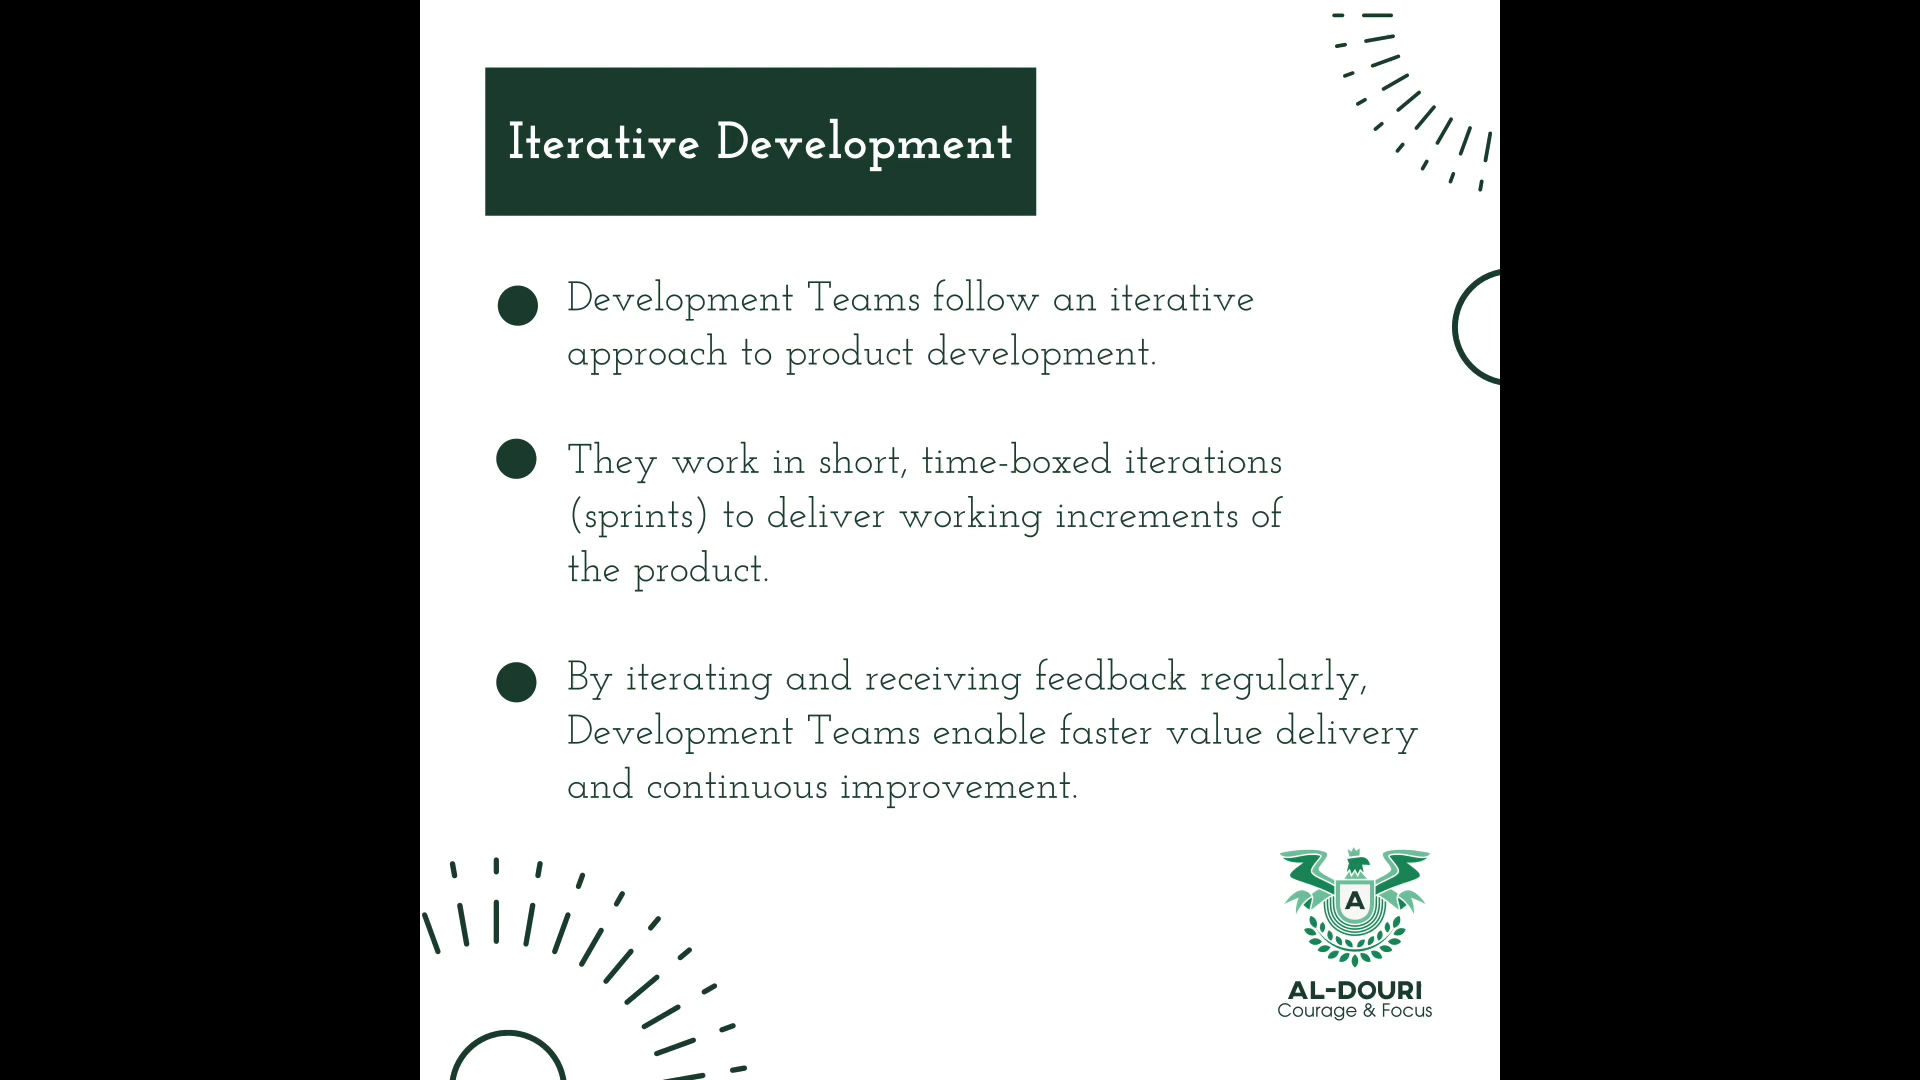 Iterative Development
Development Teams follow an iterative
approach to product development.
They work in short, time-boxed iterations
(sprints) to deliver working increments of
the product.
By iterating and receiving feedback regularly,
Development Teams enable faster value delivery
and continuous improvement.
A
AL-DOURI
Courage & Focus